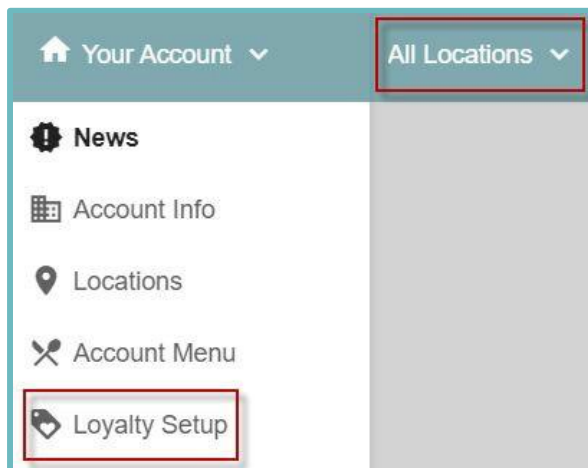 Your Account
All Locations
News
Account Info
Locations
Account Menu
Loyalty Setup